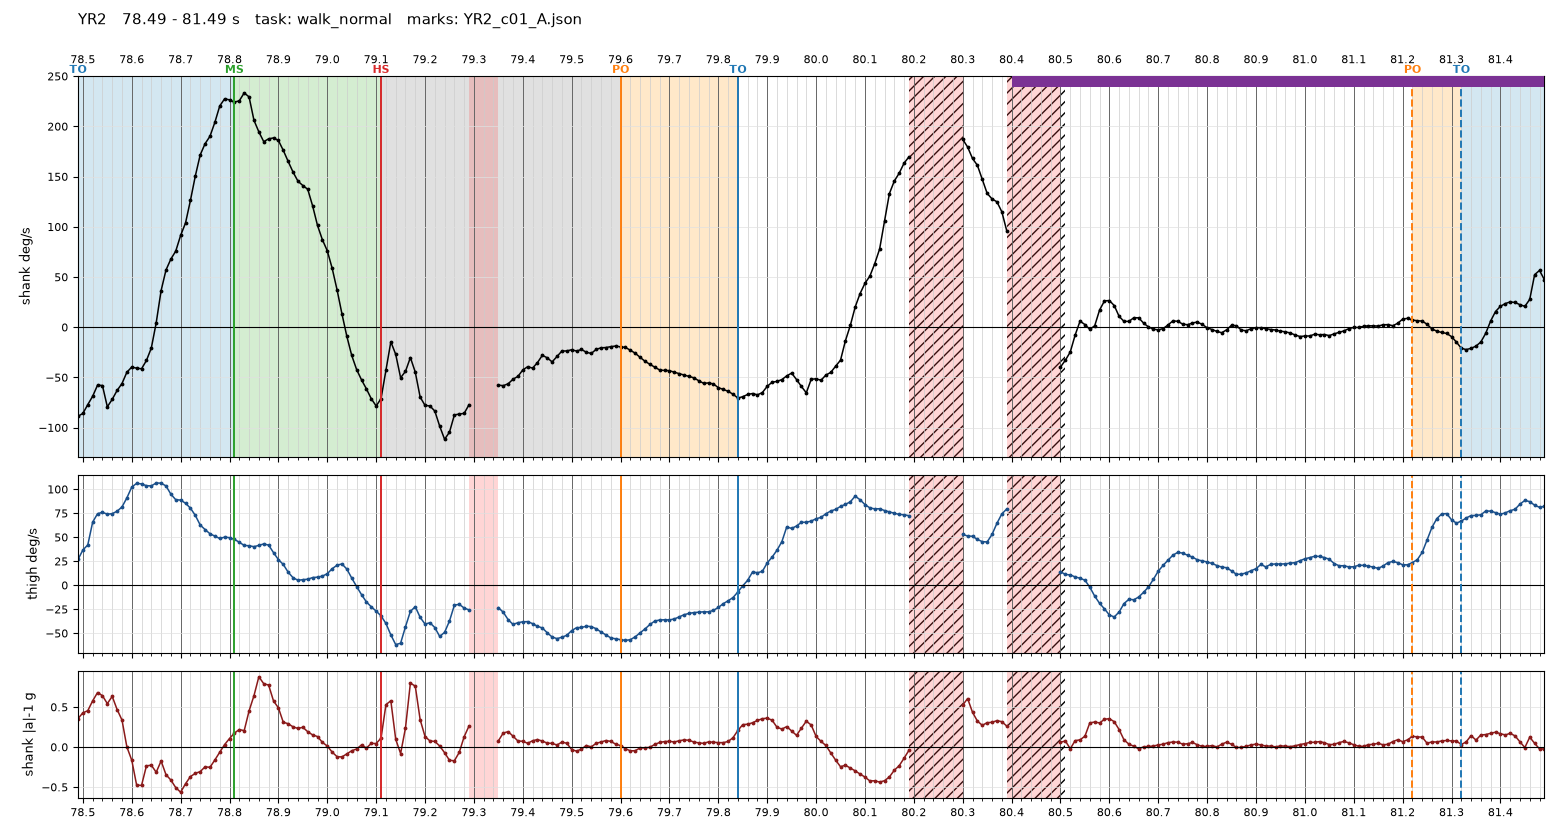 YR2   78.49 - 81.49 s   task: walk_normal   marks: YR2_c01_A.json
78.5 78.6 78.7 78.8 78.9 79.0 79.1 79.2 79.3 79.4 79.5 79.6 79.7 79.8 79.9 80.0 80.1 80.2 80.3 80.4 80.5 80.6 80.7 80.8 80.9 81.0 81.1 81.2 81.3 81.4
TO MS HS PO TO PO TO
250
200
150
100
50
0
−50
−100
shank deg/s
100
75
50
25
0
−25
−50
thigh deg/s
0.5
0.0
−0.5
shank |a|-1 g
78.5 78.6 78.7 78.8 78.9 79.0 79.1 79.2 79.3 79.4 79.5 79.6 79.7 79.8 79.9 80.0 80.1 80.2 80.3 80.4 80.5 80.6 80.7 80.8 80.9 81.0 81.1 81.2 81.3 81.4